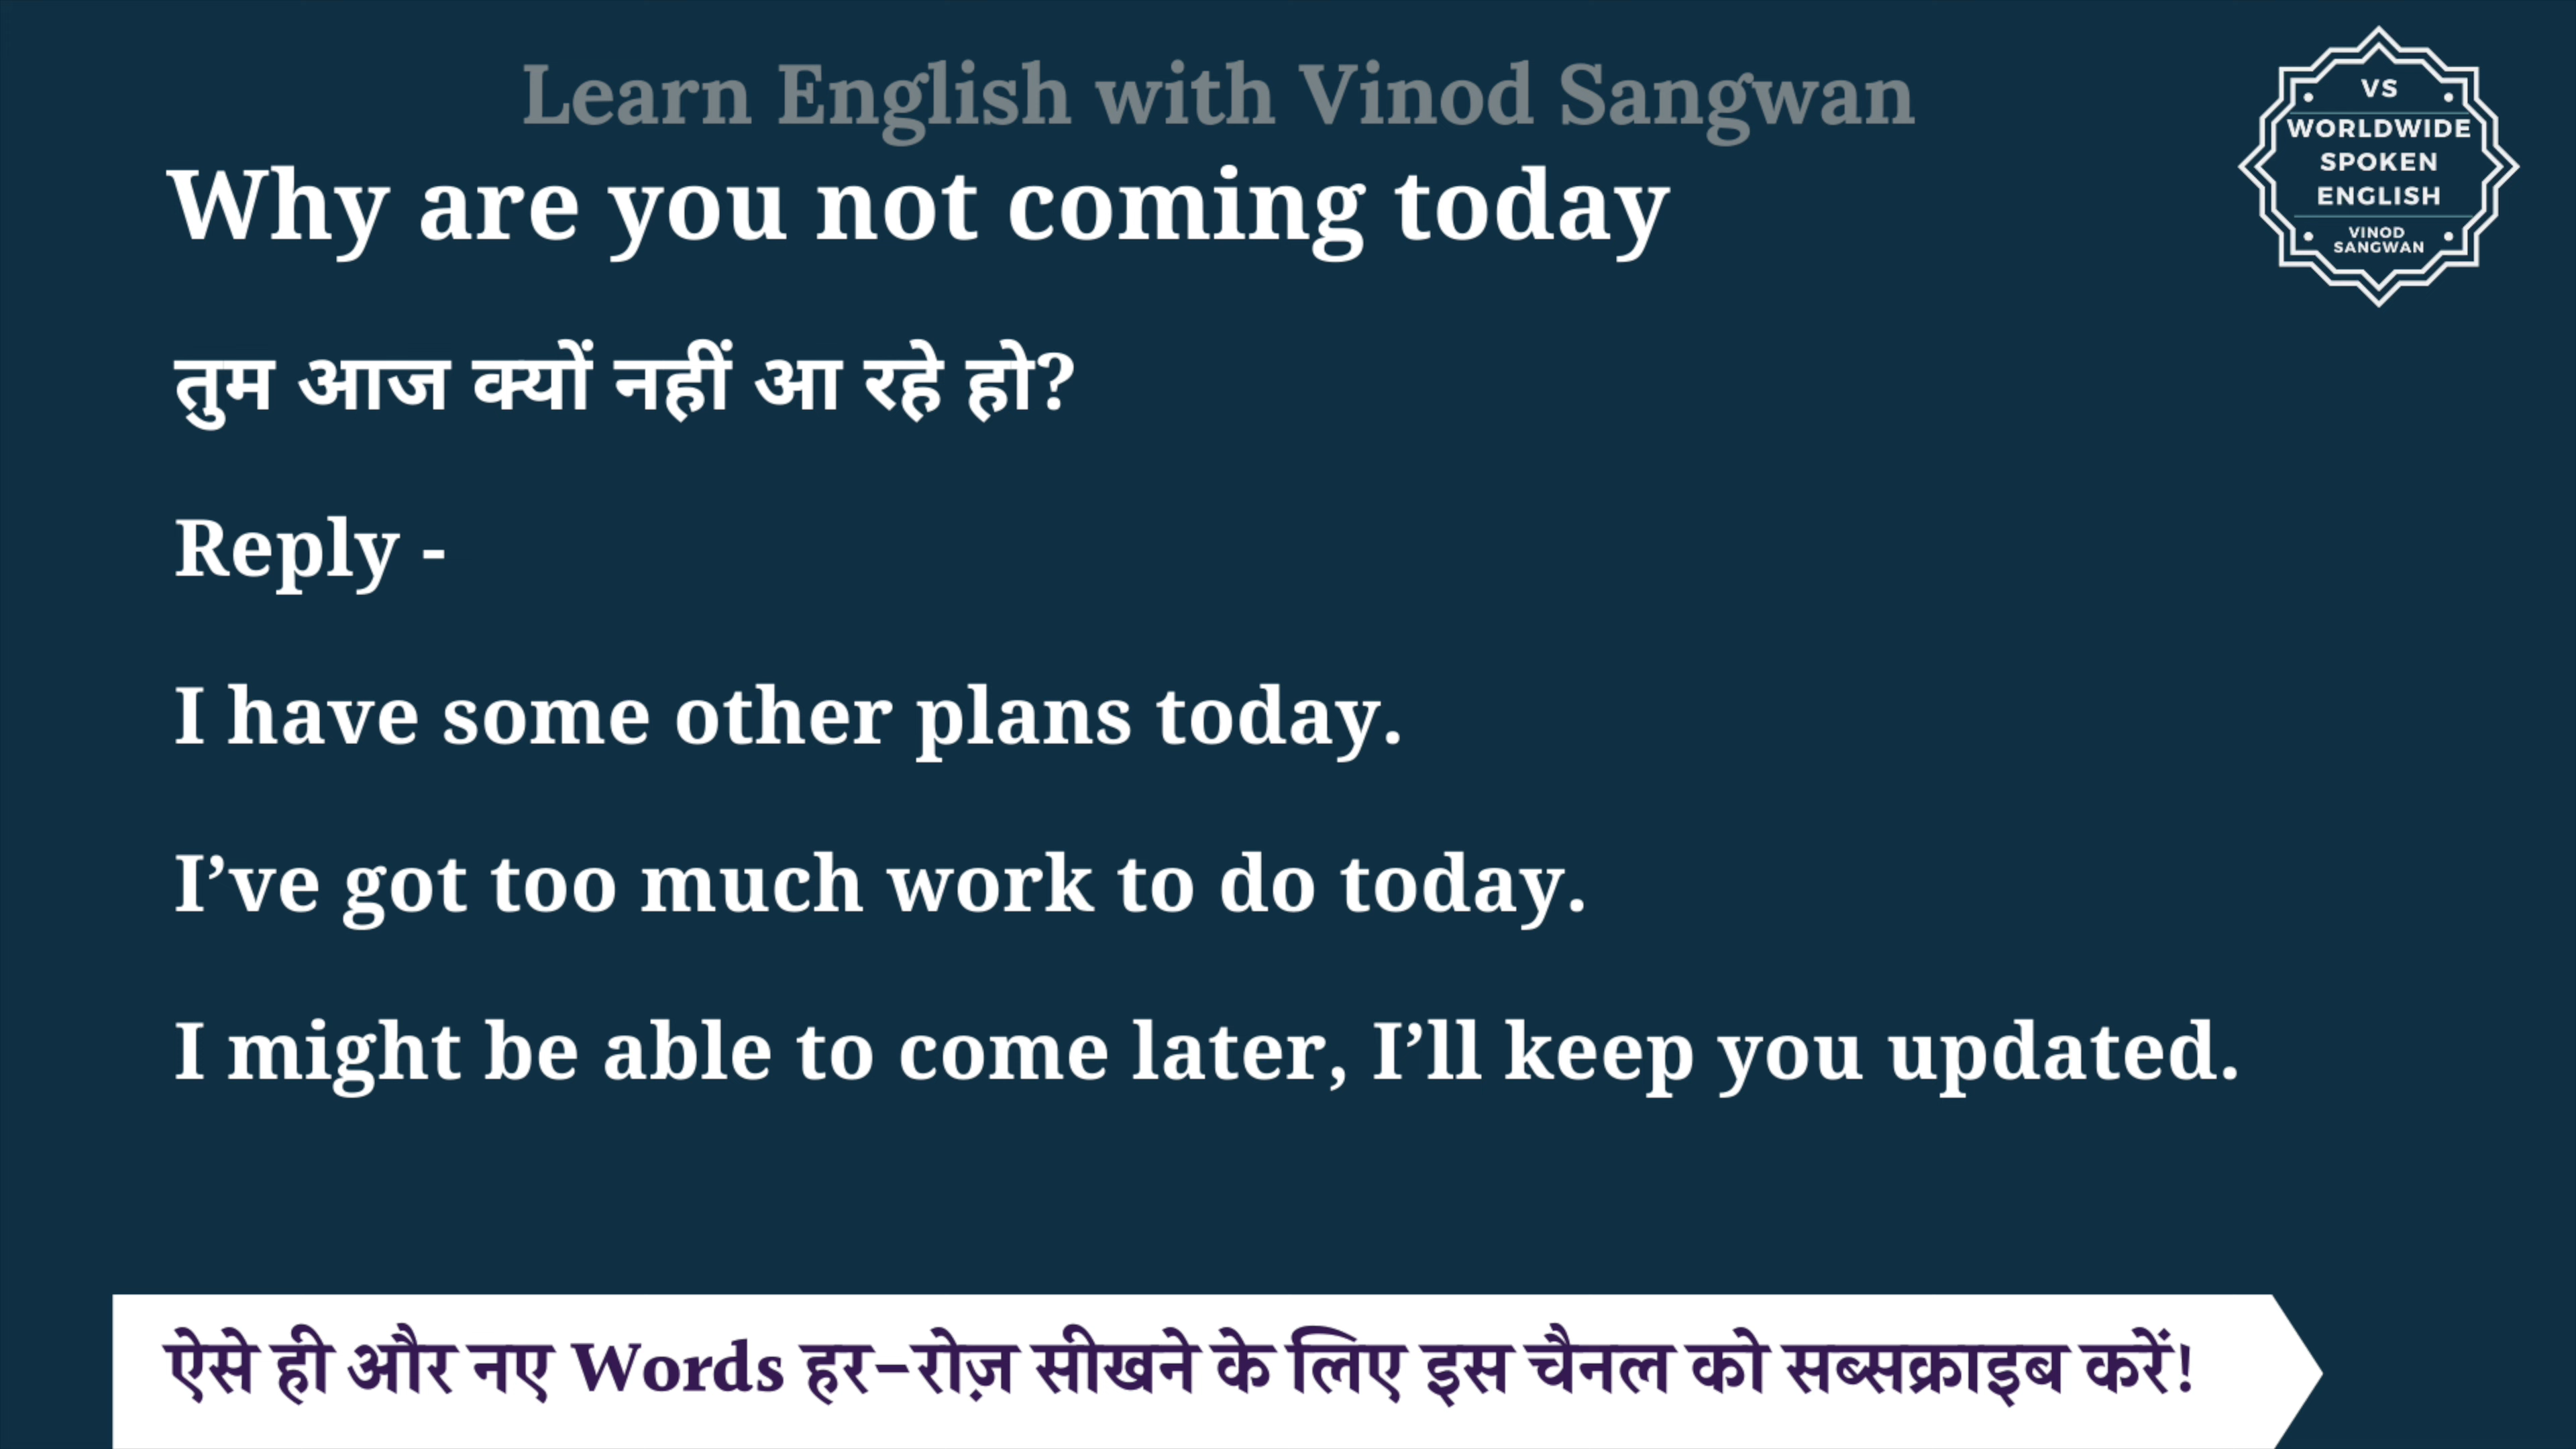 Learn English with Vinod Sangwan
VS
WORLDWIDE
SPOKEN
ENGLISH
VINOD
SANGWAN
Why are you not coming today
तुम आज क्यों नहीं आ रहे हो?
Reply -
I have some other plans today.
I’ve got too much work to do today.
I might be able to come later, I’ll keep you updated.
ऐसे ही और नए Words हर-रोज़ सीखने के लिए इस चैनल को सब्सक्राइब करें!